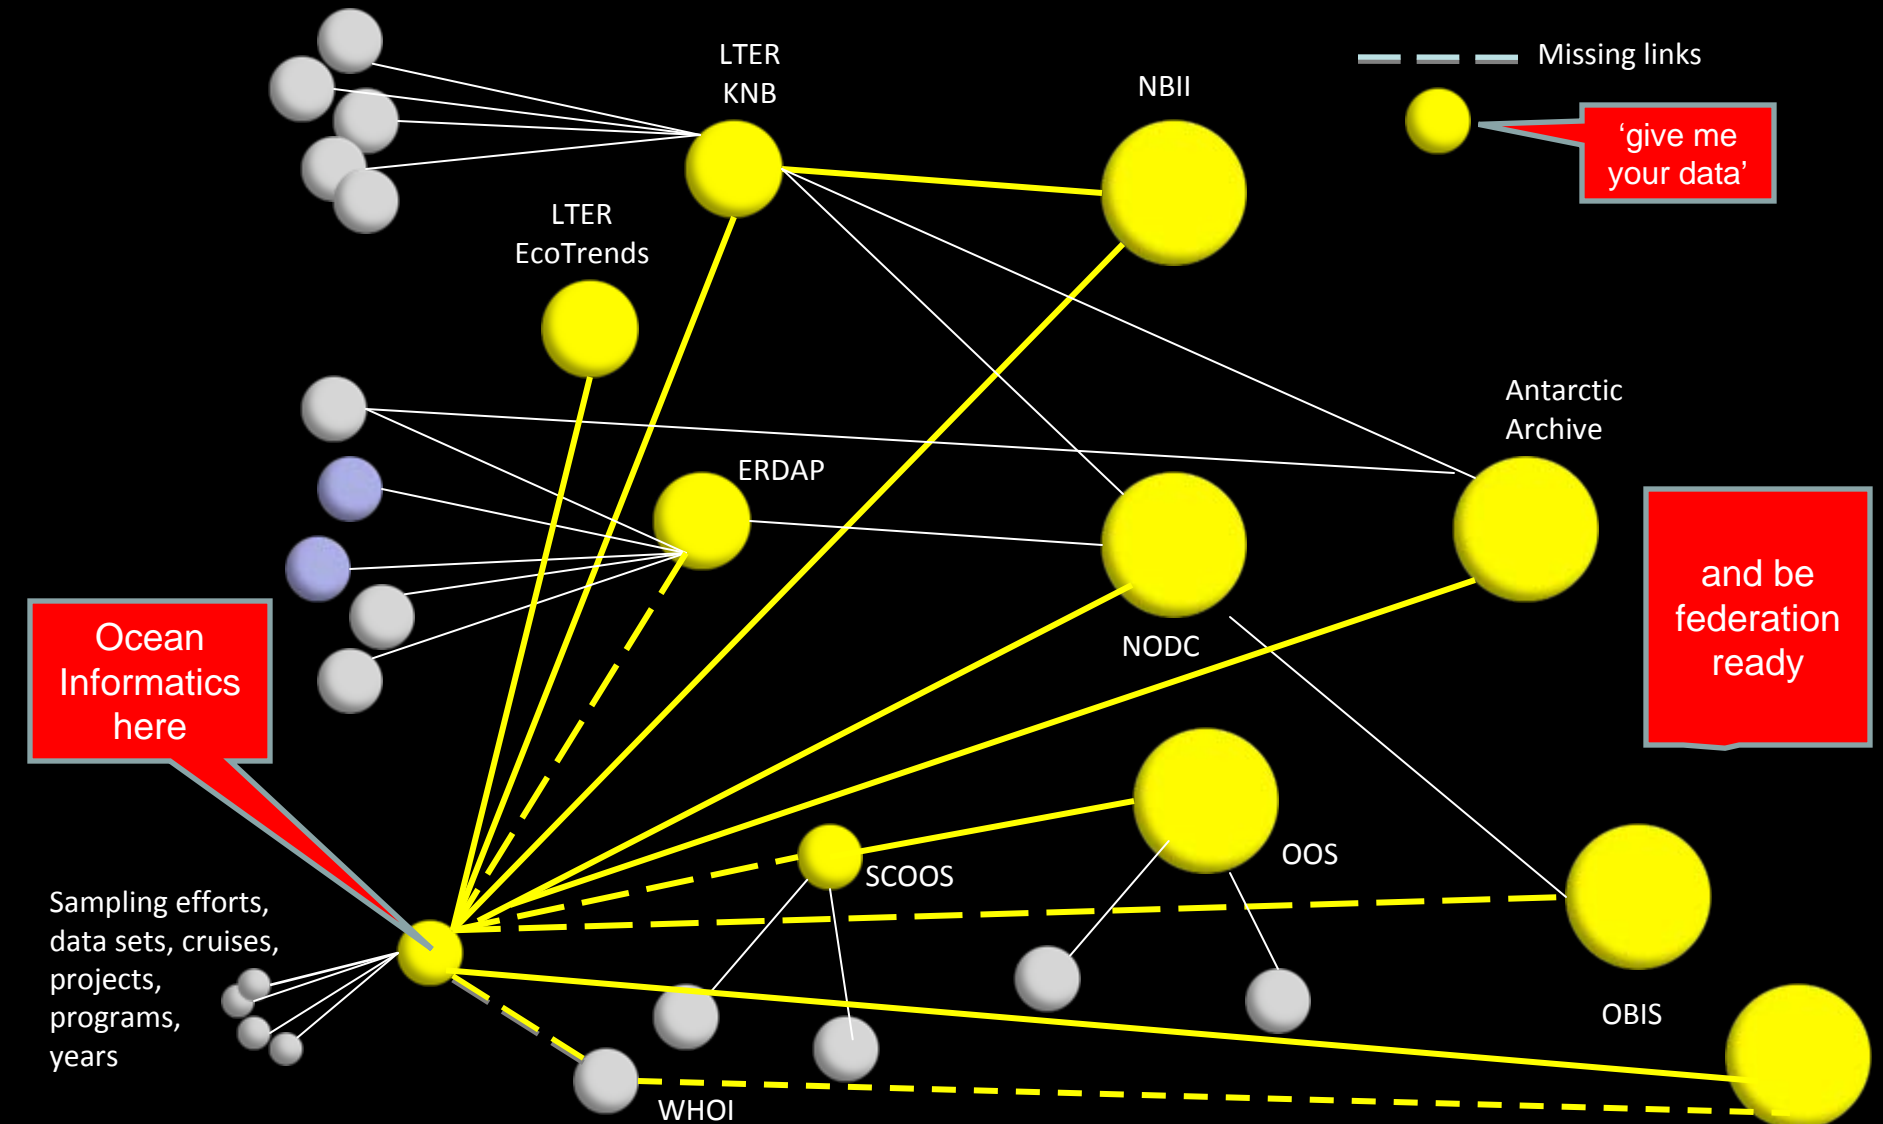 LTER
KNB
NBII
Missing links
‘give me
your data’
LTER
EcoTrends
Antarctic
Archive
ERDAP
and be
federation
ready
Ocean
Informatics
here
NODC
OOS
SCOOS
Sampling efforts,
data sets, cruises,
projects,
programs,
years
OBIS
WHOI